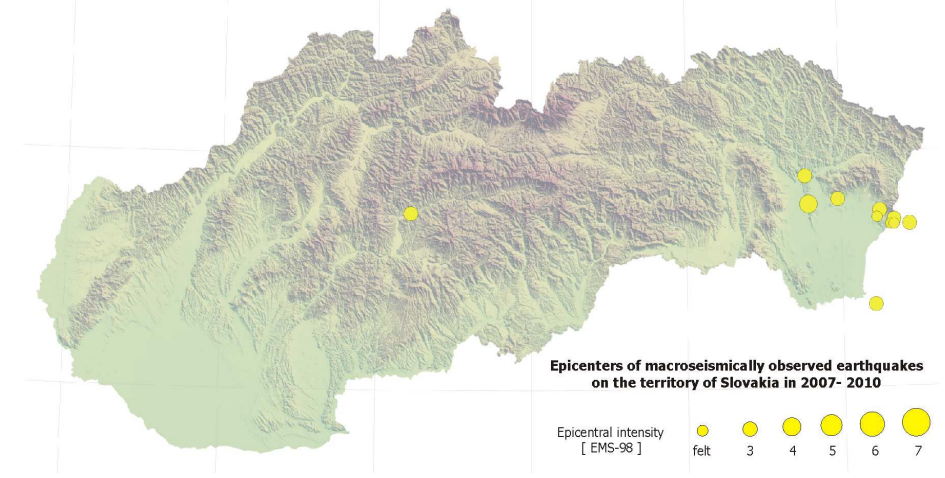 Epicenters of macroseismically observed earthquakes
on the territory of Slovakia in 2007- 2010
Epicentral intensity
[ EMS-98 ]
felt 3 4 5 6 7